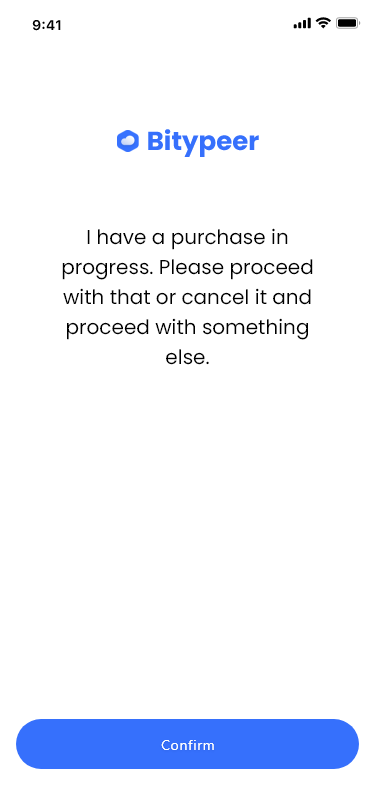 9:41
Bitypeer
I have a purchase in
progress. Please proceed
with that or cancel it and
proceed with something
else.
Confirm